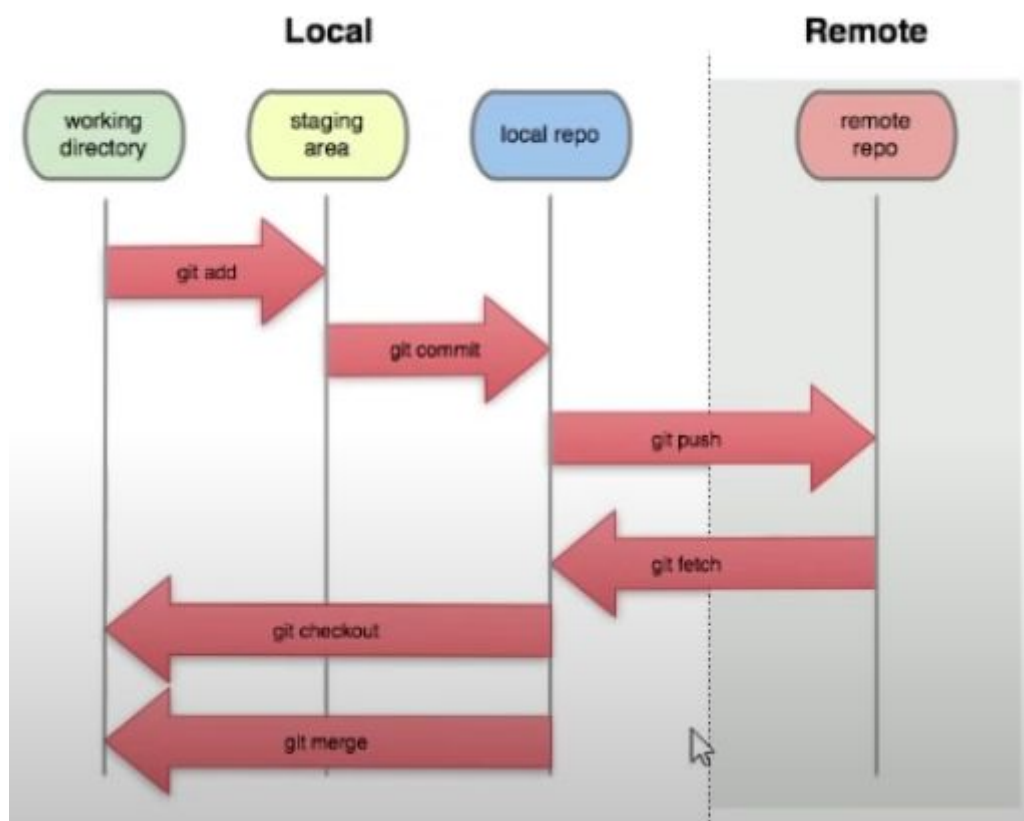 Local
Remote
working
directory
staging
area
local repo
remote
repo
git add
git commit
git push
git fetch
git checkout
git merge